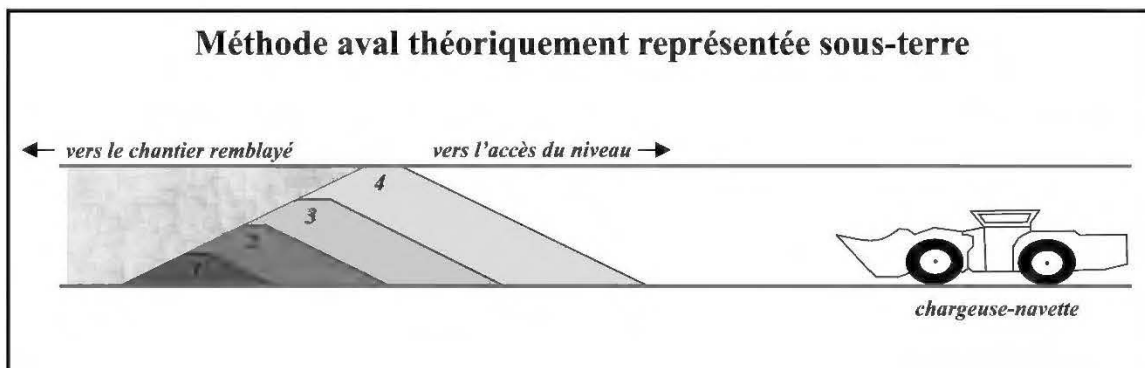 Méthode aval théoriquement représentée sous-terre
vers le chantier remblayé vers l'accès du niveau
4
3
2
1
chargeuse-navette